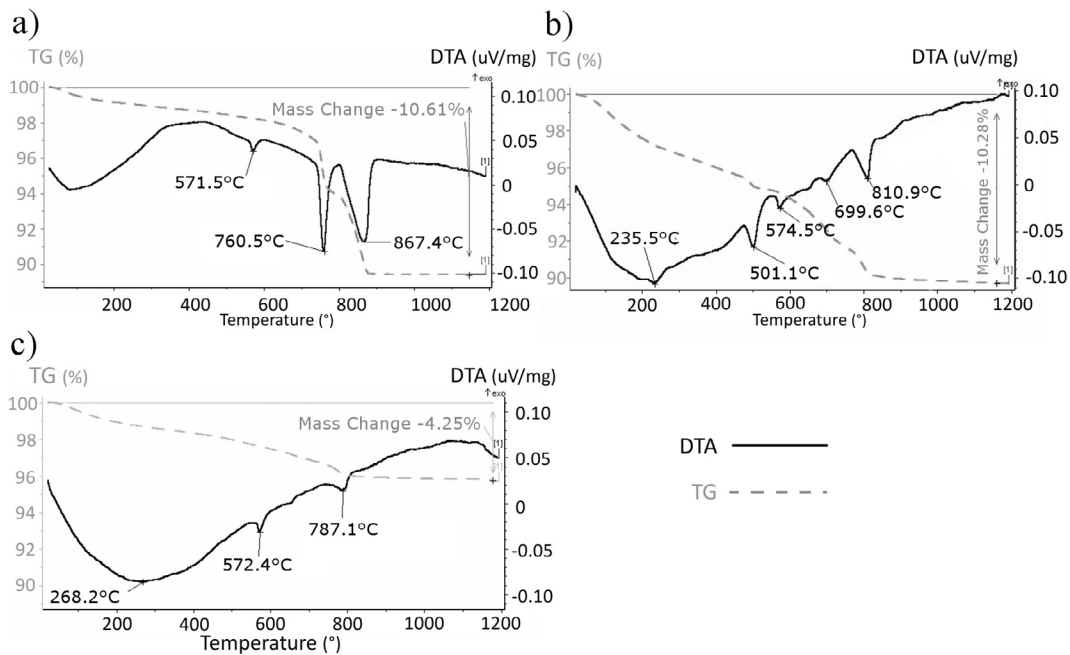 a)
TG (%)
DTA (uV/mg)
↑exo
100
98
96
94
92
91
90
0.10
0.05
0
-0.05
-0.10
Mass Change -10.61%
[1]
[1]
571.5°C
760.5°C
867.4°C
200
400
600
800
1000
1200
Temperature (°)
b)
TG (%)
DTA (uV/mg)
↑exo
100
98
96
94
92
91
90
0.10
0.05
0
-0.05
-0.10
Mass Change -10.28%
[1]
235.5°C
501.1°C
574.5°C
699.6°C
810.9°C
200
400
600
800
1000
1200
Temperature (°)
c)
TG (%)
DTA (uV/mg)
↑exo
100
98
96
94
92
91
90
0.10
0.05
0
-0.05
-0.10
Mass Change -4.25%
[1]
[1]
268.2°C
572.4°C
787.1°C
200
400
600
800
1000
1200
Temperature (°)
DTA
TG